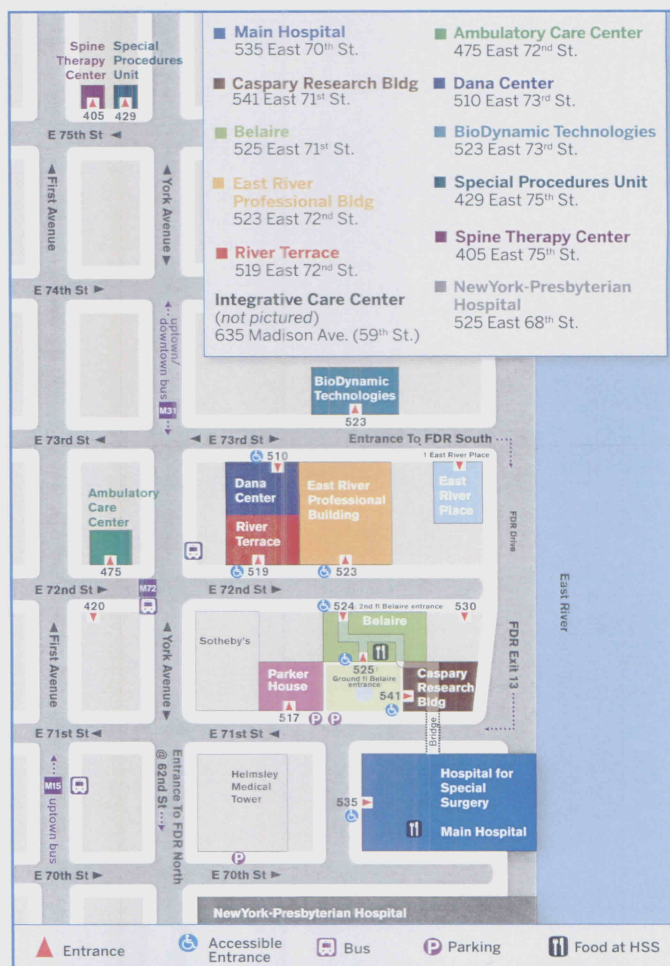 Main Hospital
535 East 70th St.
Caspary Research Bldg
541 East 71st St.
Belaire
525 East 71st St.
East River
Professional Bldg
523 East 72nd St.
River Terrace
519 East 72nd St.
Integrative Care Center
(not pictured)
635 Madison Ave. (59th St.)
Ambulatory Care Center
475 East 72nd St.
Dana Center
510 East 73rd St.
BioDynamic Technologies
523 East 73rd St.
Special Procedures Unit
429 East 75th St.
Spine Therapy Center
405 East 75th St.
NewYork-Presbyterian
Hospital
525 East 68th St.
Spine
Therapy
Center
405
Special
Procedures
Unit
429
E 75th St
First Avenue
York Avenue
E 74th St
uptown/
downtown bus
M31
BioDynamic
Technologies
523
E 73rd St
E 73rd St
Entrance To FDR South
510
1 East River Place
Dana
Center
East River
Professional
Building
East
River
Place
Ambulatory
Care
Center
475
River
Terrace
519
523
FDR Drive
East River
E 72nd St
M72
E 72nd St
420
524
2nd fl Belaire entrance
530
Belaire
First Avenue
York Avenue
Sotheby's
525
Ground fl Belaire
entrance
Parker
House
517
541
Caspary
Research
Bldg
FDR Exit 13
E 71st St
E 71st St
Bridge
M15
uptown bus
Entrance To FDR North
@ 62nd St
Helmsley
Medical
Tower
535
Hospital for
Special
Surgery
Main Hospital
E 70th St
E 70th St
NewYork-Presbyterian Hospital
Entrance
Accessible
Entrance
Bus
P Parking
Food at HSS